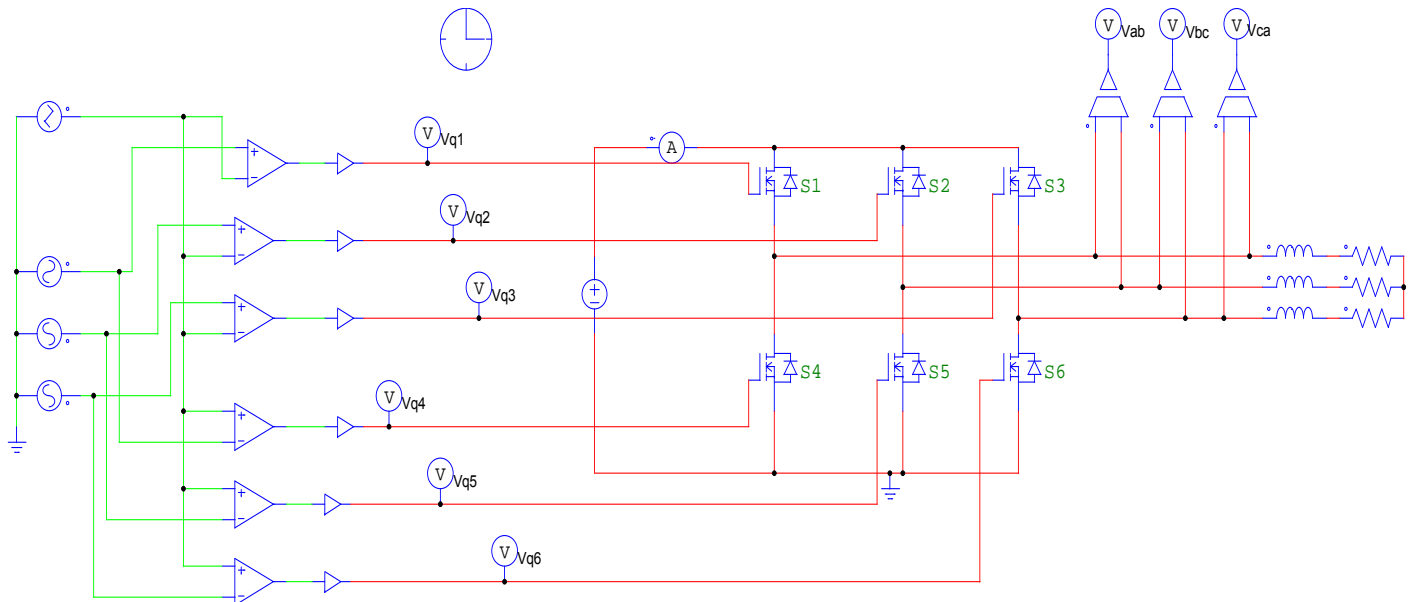 V Vab V Vbc V Vca
V Vq1
A
S1 S2 S3
V Vq2
V Vq3
S4 S5 S6
V Vq4
V Vq5
V Vq6